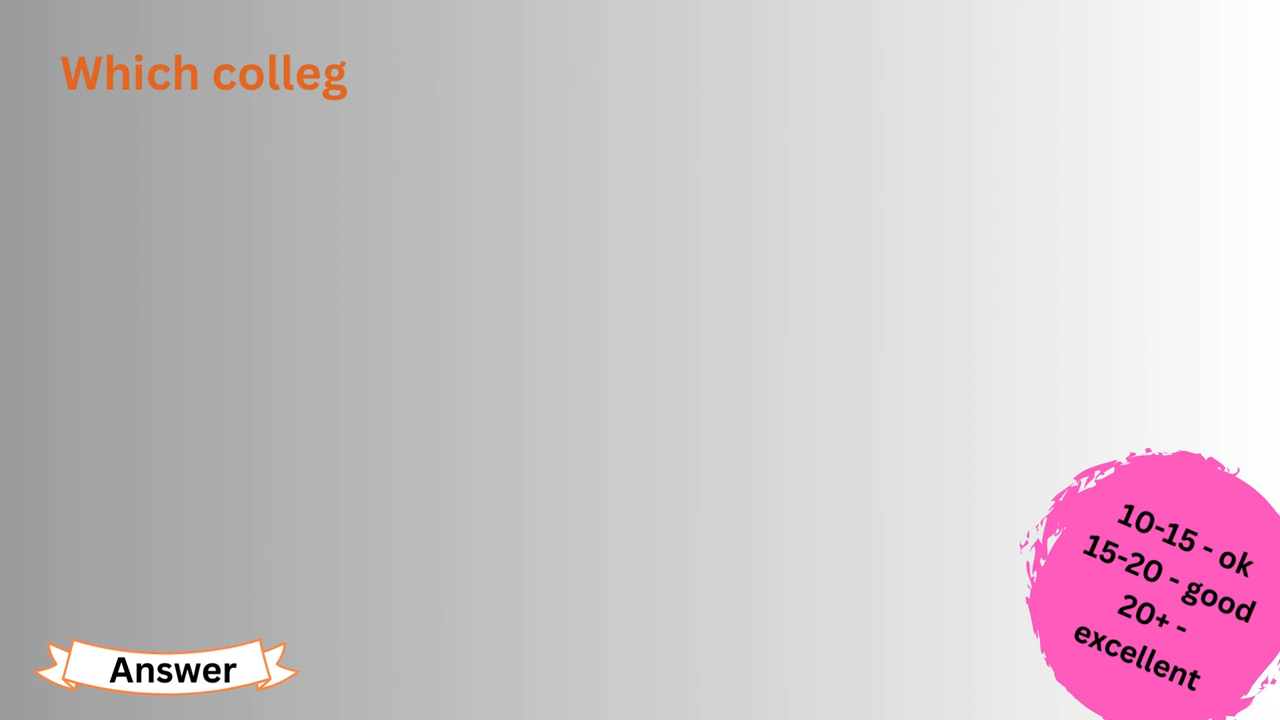 Which colleg
10-15 - ok
15-20 - good
20+ -
excellent
Answer